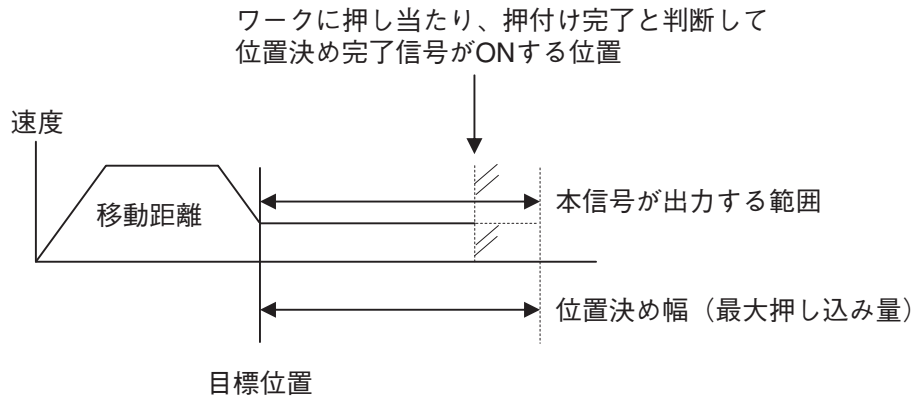 ワークに押し当たり、押付け完了と判断して
位置決め完了信号がONする位置
速度
移動距離
本信号が出力する範囲
位置決め幅（最大押し込み量）
目標位置